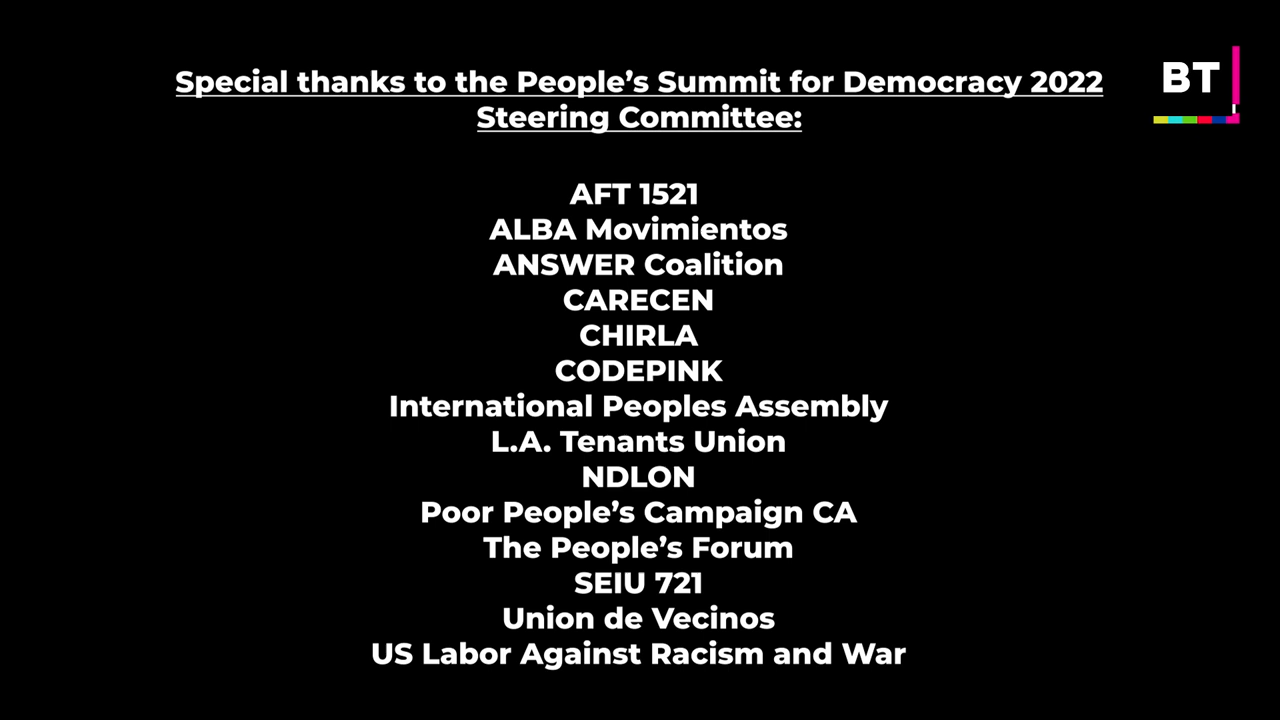 Special thanks to the People's Summit for Democracy 2022
Steering Committee:
BT
AFT 1521
ALBA Movimientos
ANSWER Coalition
CARECEN
CHIRLA
CODEPINK
International Peoples Assembly
L.A. Tenants Union
NDLON
Poor People's Campaign CA
The People's Forum
SEIU 721
Union de Vecinos
US Labor Against Racism and War